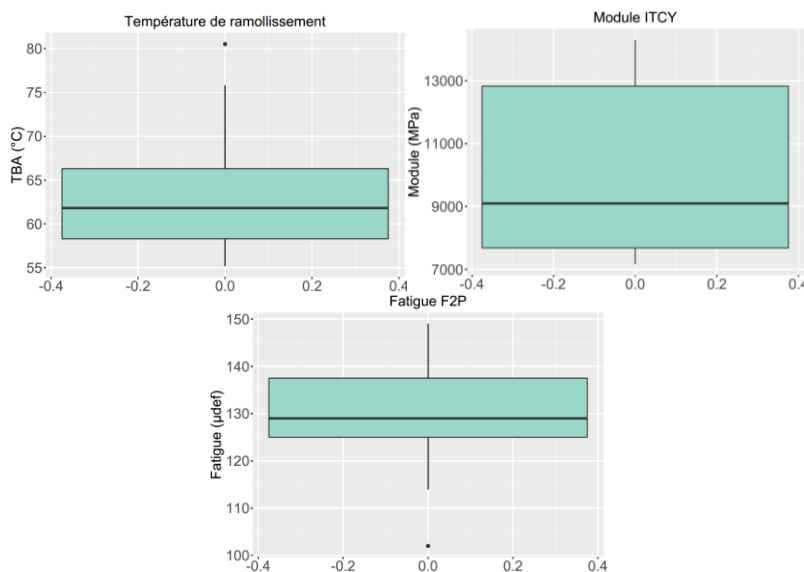 Température de ramollissement
80
75
70
65
60
55
TBA (°C)
-0.4 -0.2 0.0 0.2 0.4
Module ITCY
13000
11000
9000
7000
Module (MPa)
-0.4 -0.2 0.0 0.2 0.4
Fatigue F2P
150
140
130
120
110
100
Fatigue (µdef)
-0.4 -0.2 0.0 0.2 0.4